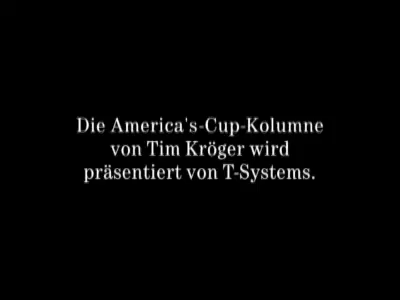 Die America's-Cup-Kolumne
von Tim Kröger wird
präsentiert von T-Systems.